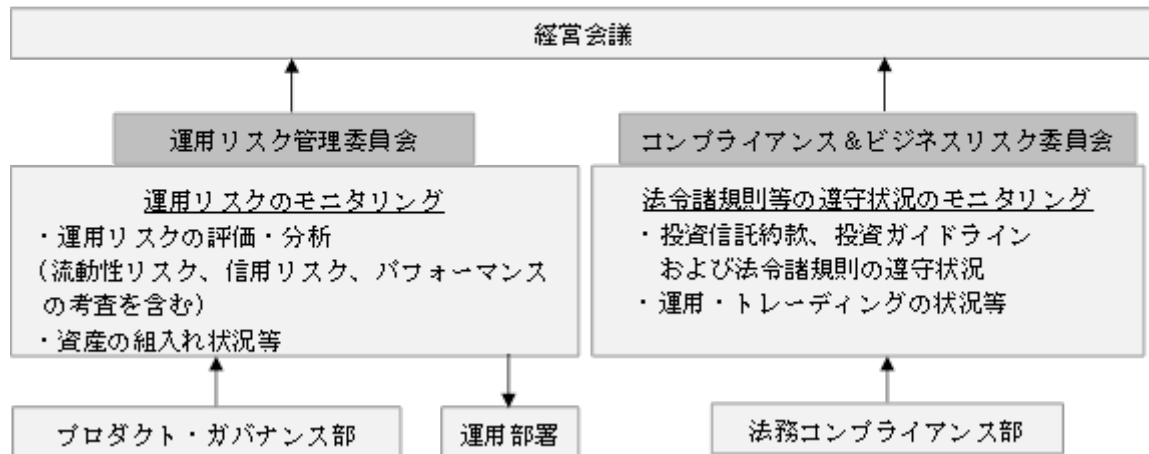 経営会議
運用リスク管理委員会
運用リスクのモニタリング
・運用リスクの評価・分析
（流動性リスク、信用リスク、パフォーマンス
の考査を含む）
・資産の組入れ状況等
プロダクト・ガバナンス部
運用部署
コンプライアンス＆ビジネスリスク委員会
法令諸規則等の遵守状況のモニタリング
・投資信託約款、投資ガイドライン
および法令諸規則の遵守状況
・運用・トレーディングの状況等
法務コンプライアンス部